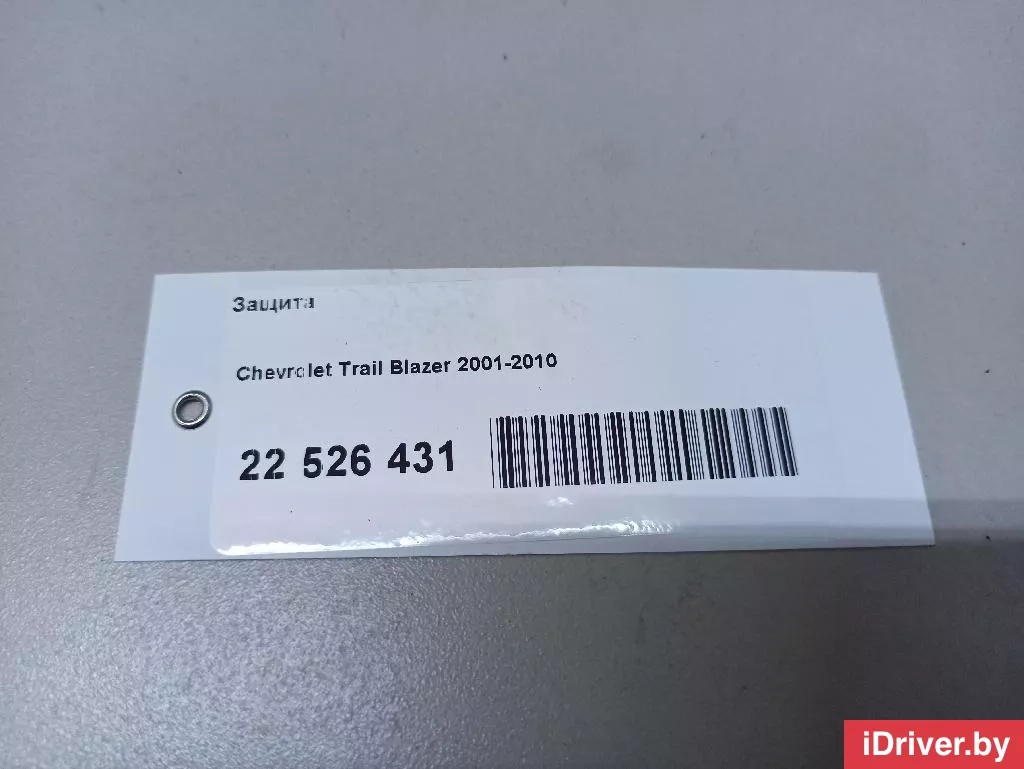 Защита
Chevrolet Trail Blazer 2001-2010
22 526 431
iDriver.by